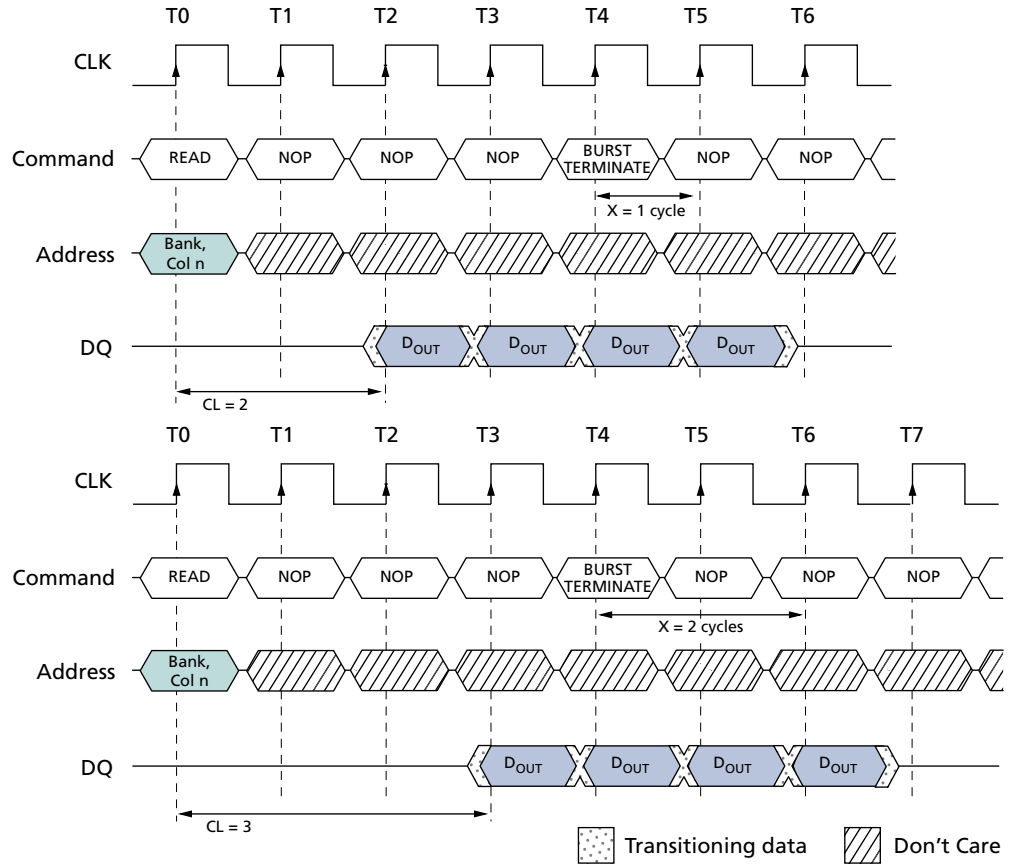 T0 T1 T2 T3 T4 T5 T6
CLK
Command READ NOP NOP NOP BURST TERMINATE NOP NOP
X = 1 cycle
Address Bank, Col n
DQ DOUT DOUT DOUT DOUT
CL = 2
T0 T1 T2 T3 T4 T5 T6 T7
CLK
Command READ NOP NOP NOP BURST TERMINATE NOP NOP NOP
X = 2 cycles
Address Bank, Col n
DQ DOUT DOUT DOUT DOUT
CL = 3
Transitioning data Don't Care